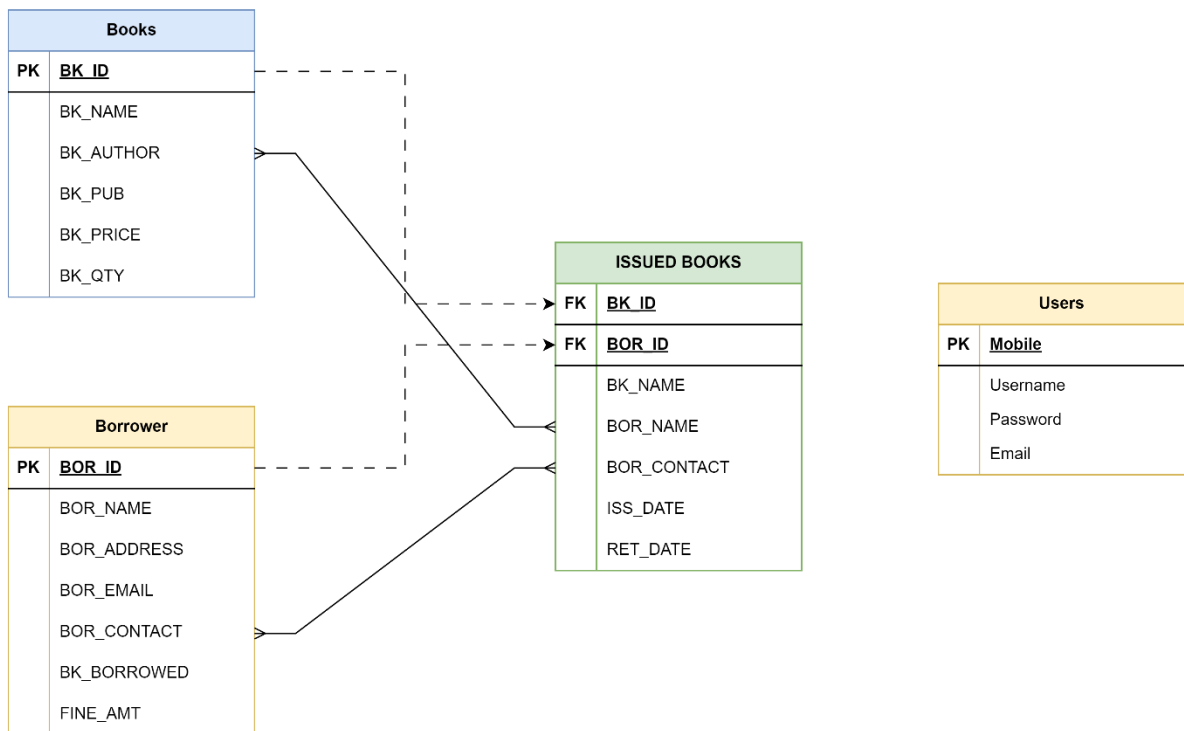 Books
PK BK_ID
BK_NAME
BK_AUTHOR
BK_PUB
BK_PRICE
BK_QTY
Borrower
PK BOR_ID
BOR_NAME
BOR_ADDRESS
BOR_EMAIL
BOR_CONTACT
BK_BORROWED
FINE_AMT
ISSUED BOOKS
FK BK_ID
FK BOR_ID
BK_NAME
BOR_NAME
BOR_CONTACT
ISS_DATE
RET_DATE
Users
PK Mobile
Username
Password
Email